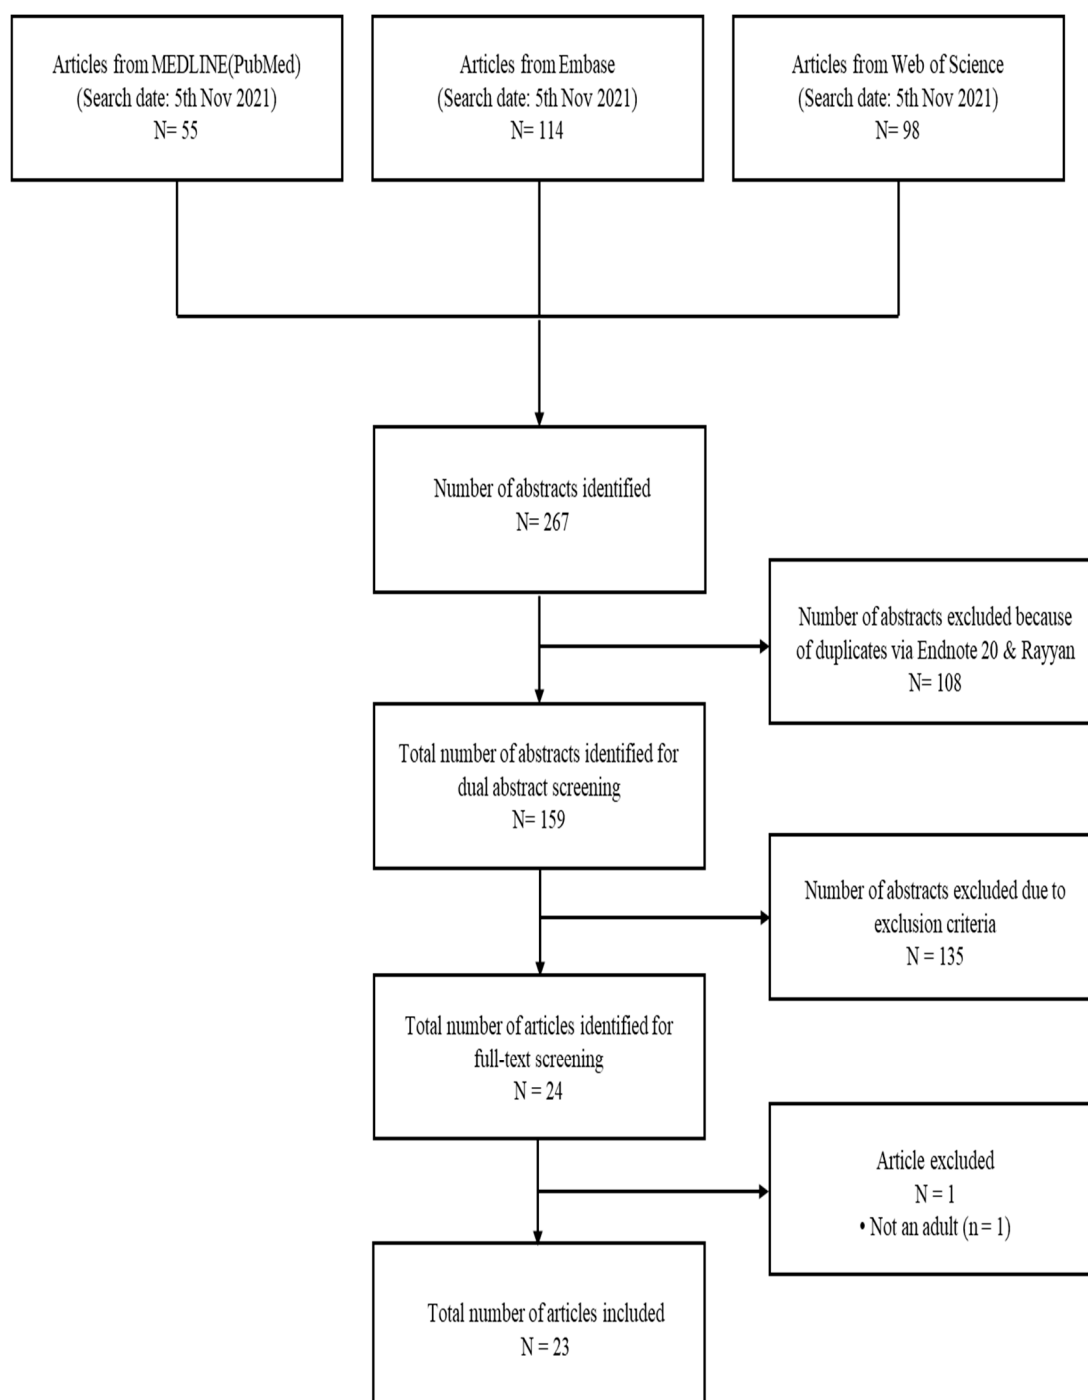 Articles from MEDLINE(PubMed)
(Search date: 5th Nov 2021)
N= 55
Articles from Embase
(Search date: 5th Nov 2021)
N= 114
Articles from Web of Science
(Search date: 5th Nov 2021)
N= 98
Number of abstracts identified
N= 267
Number of abstracts excluded because
of duplicates via Endnote 20 & Rayyan
N= 108
Total number of abstracts identified for
dual abstract screening
N= 159
Number of abstracts excluded due to
exclusion criteria
N = 135
Total number of articles identified for
full-text screening
N = 24
Article excluded
N = 1
• Not an adult (n = 1)
Total number of articles included
N = 23